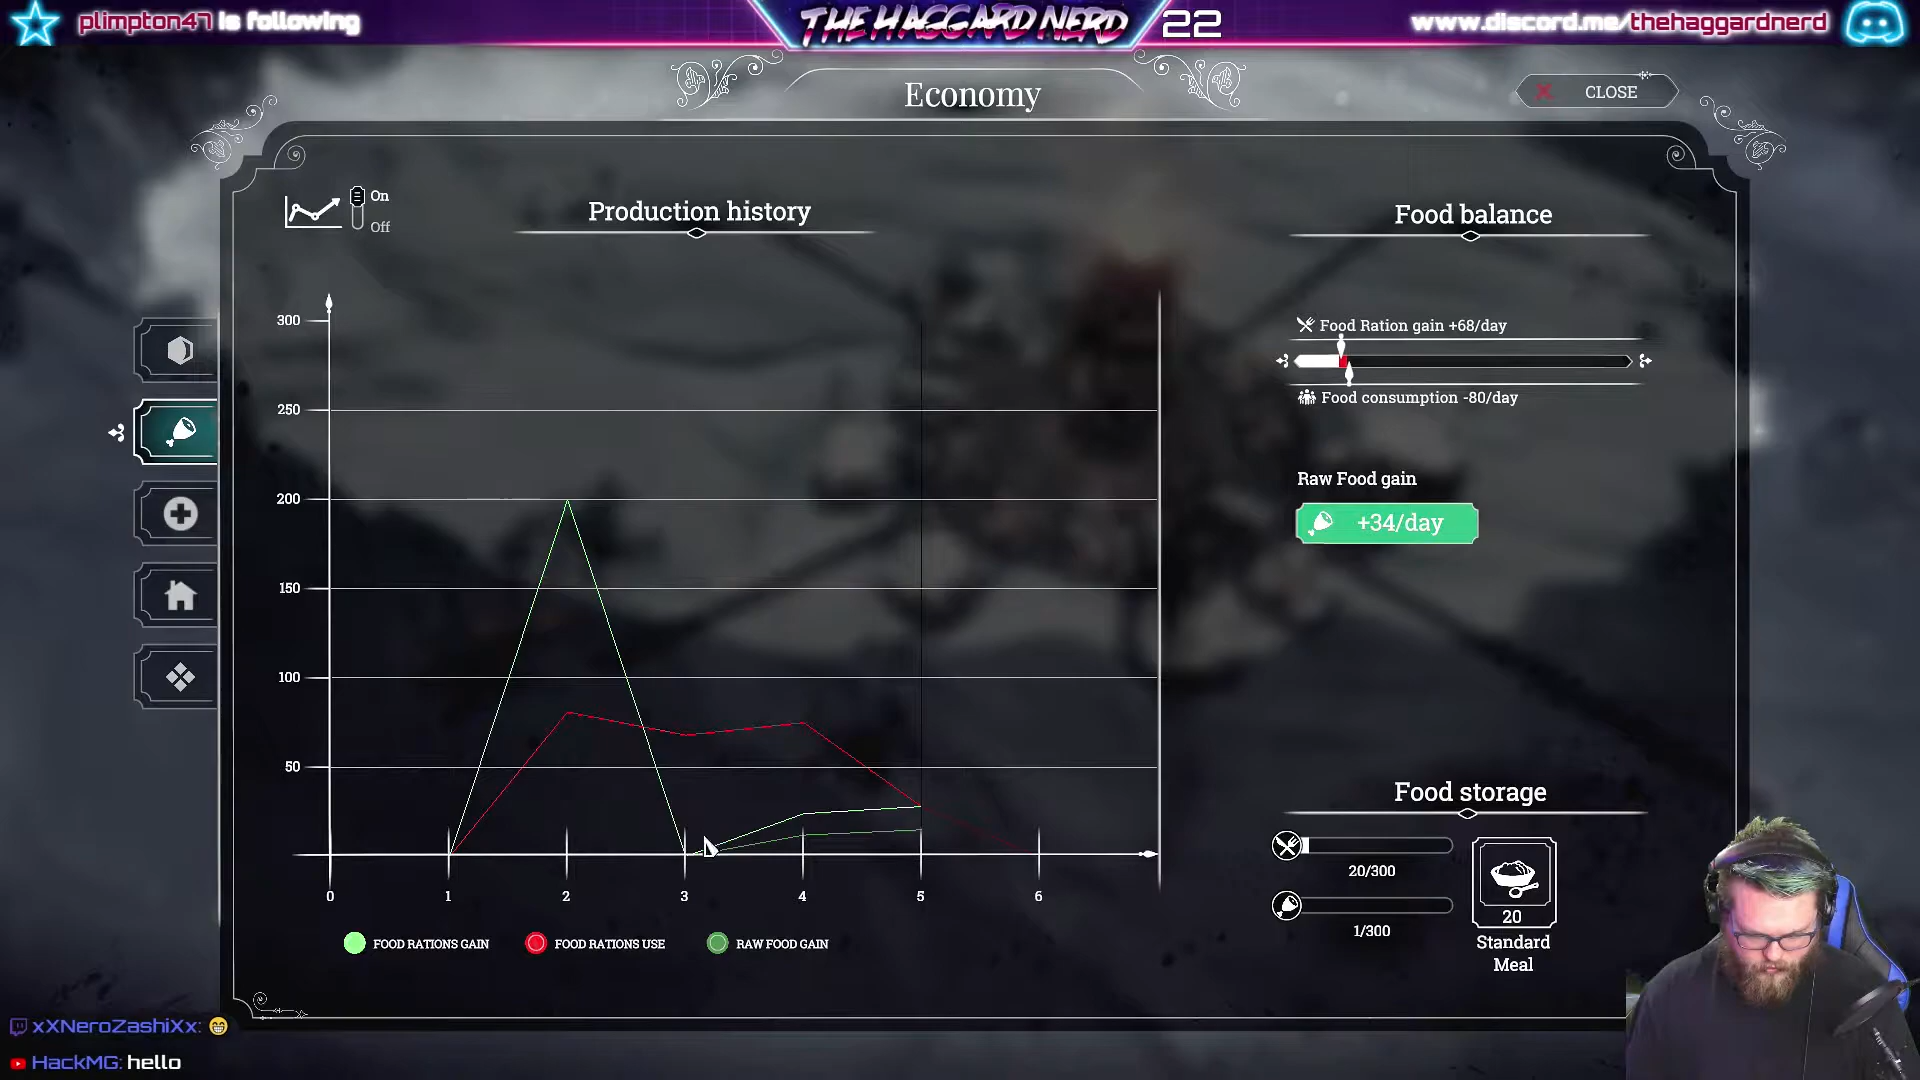 plimpton47 is following
THE HAGGARD NERD
22
www.discord.me/thehaggardnerd
Economy
CLOSE
On
Off
Production history
Food balance
300
250
200
150
100
50
0
1
2
3
4
5
6
FOOD RATIONS GAIN
FOOD RATIONS USE
RAW FOOD GAIN
Food Ration gain +68/day
Food consumption -80/day
Raw Food gain
+34/day
Food storage
20/300
1/300
20
Standard
Meal
xXNeroZashiXx: 😁
HackMG: hello